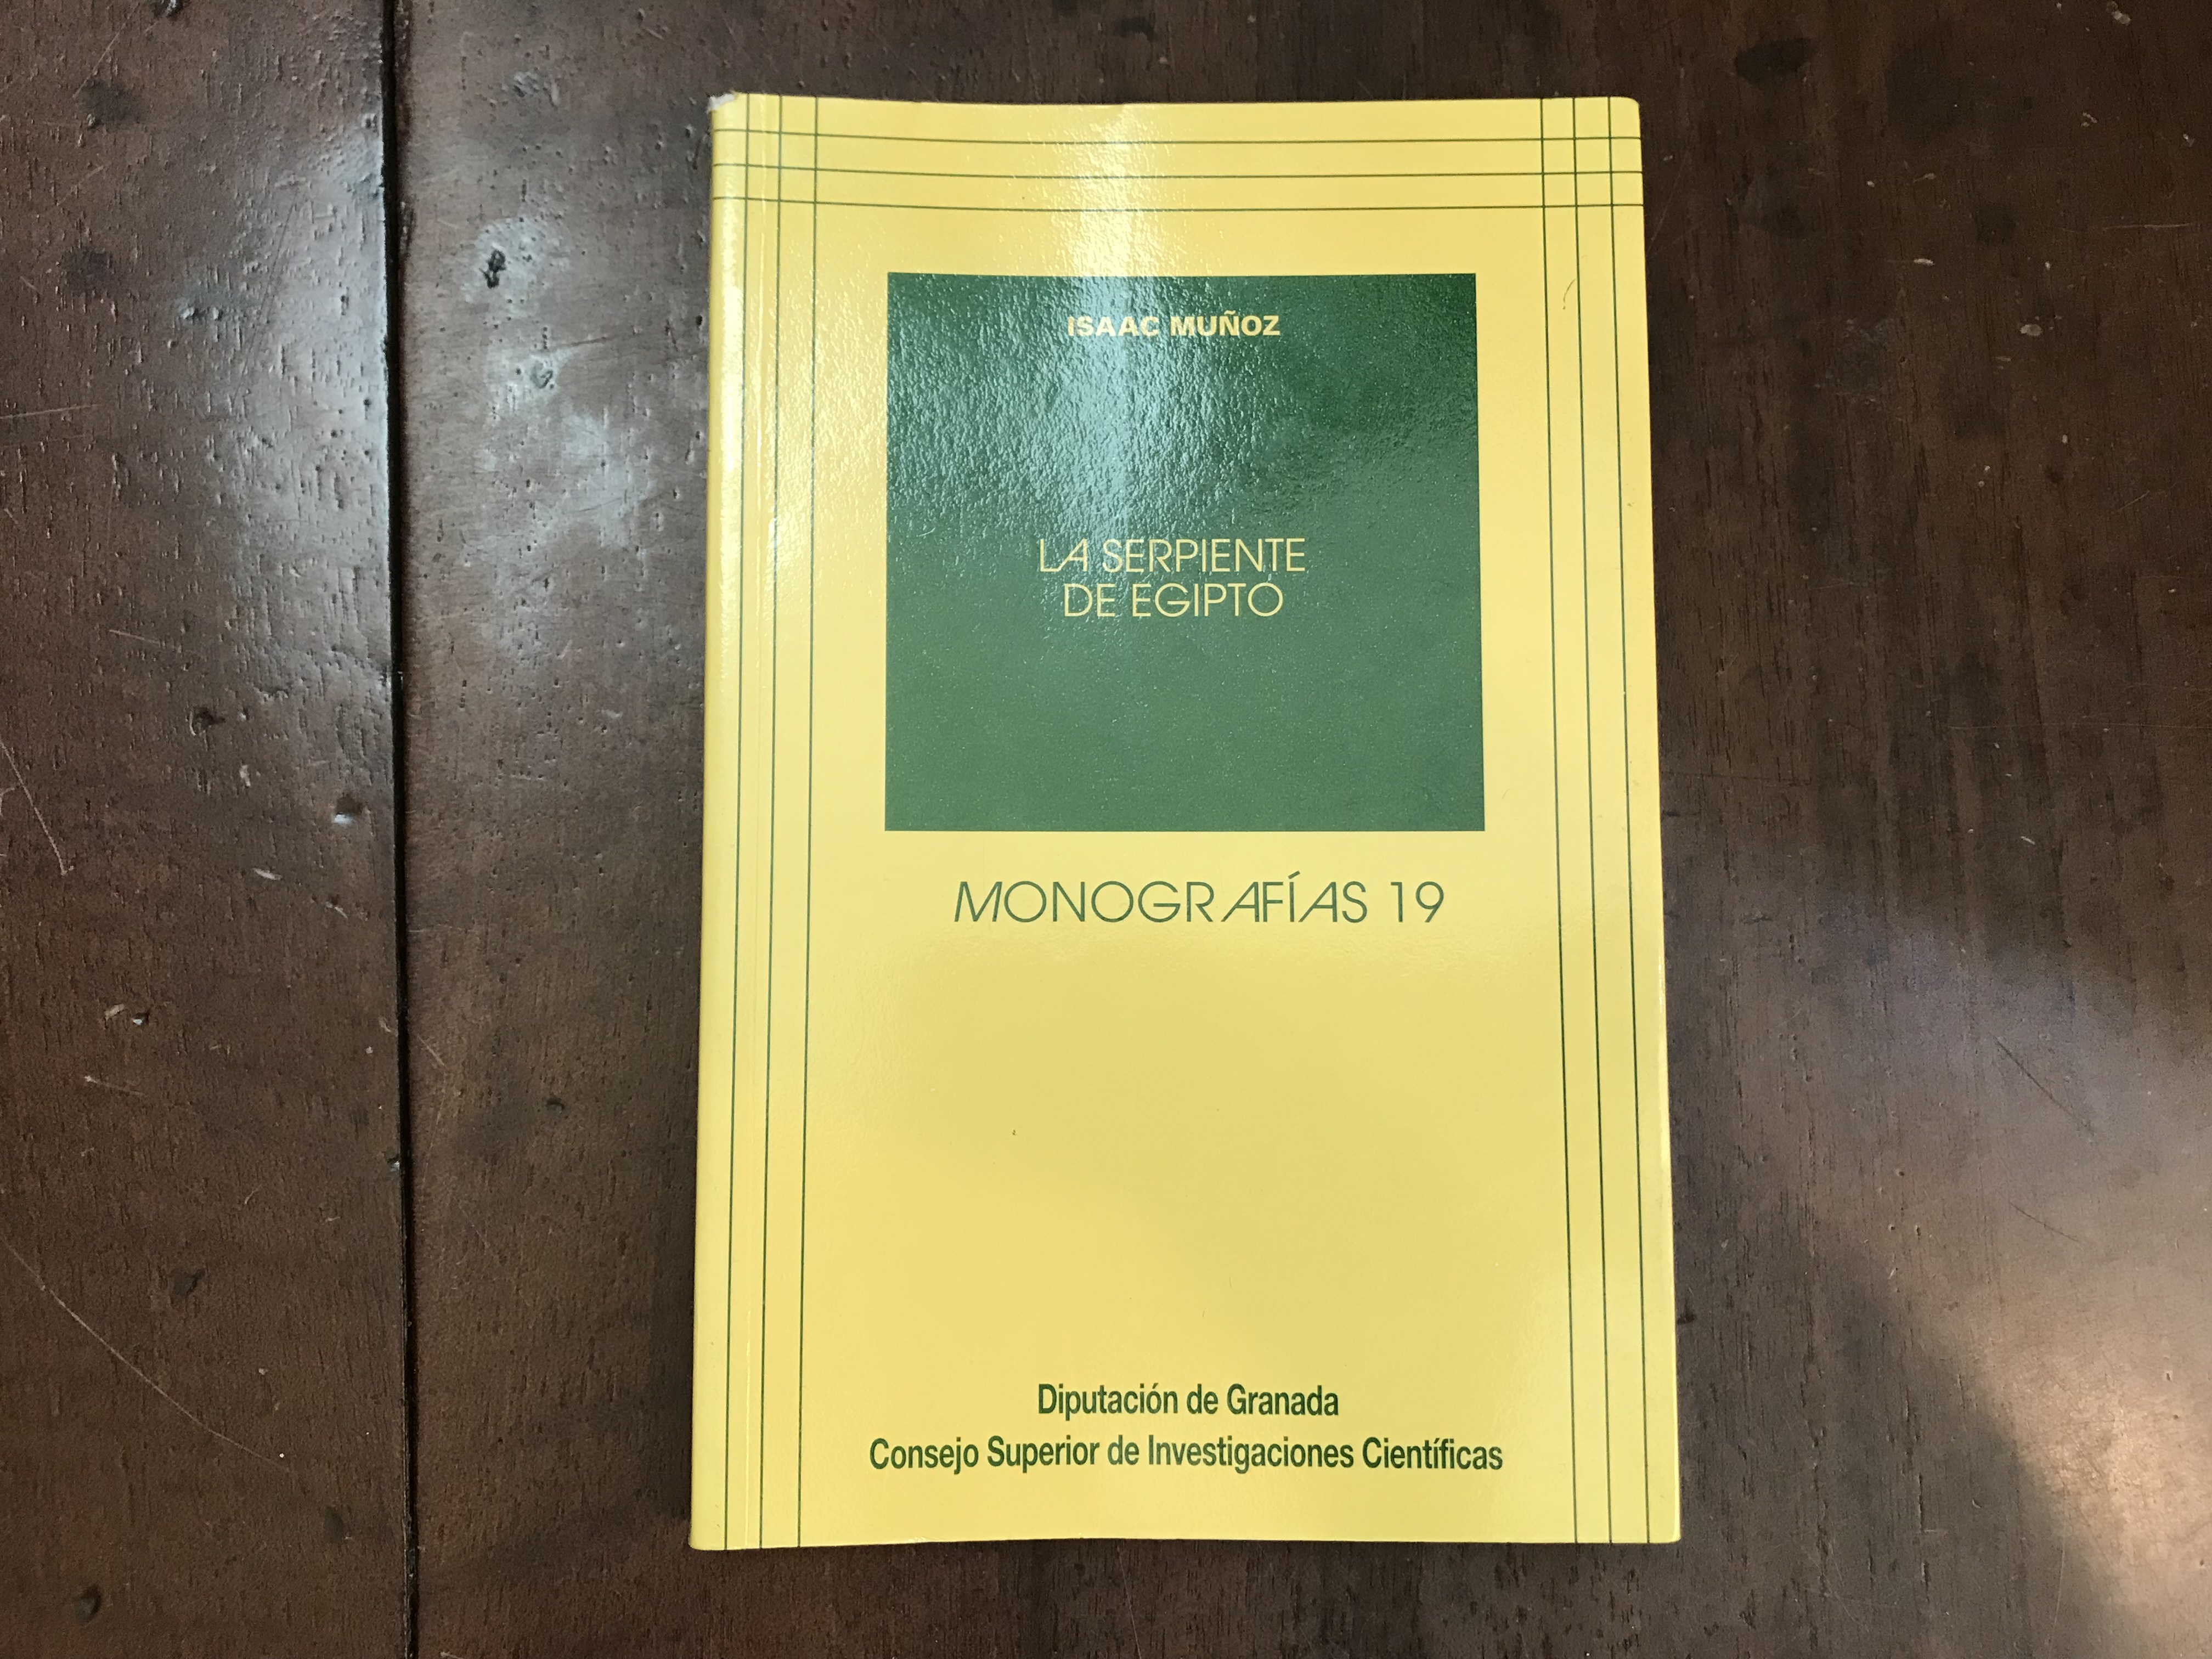 ISAAC MUÑOZ
LA SERPIENTE
DE EGIPTO
MONOGRAFÍAS 19
Diputación de Granada
Consejo Superior de Investigaciones Científicas